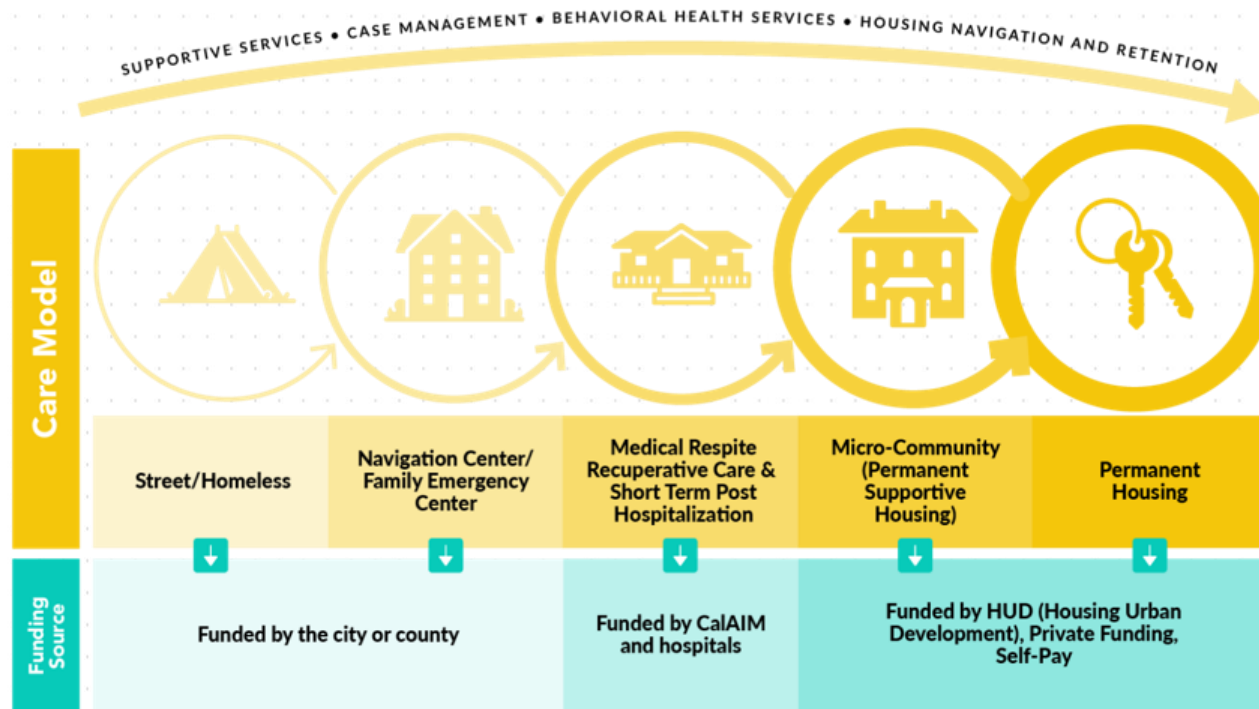 SUPPORTIVE SERVICES • CASE MANAGEMENT • BEHAVIORAL HEALTH SERVICES • HOUSING NAVIGATION AND RETENTION
Care Model
Street/Homeless
Navigation Center/
Family Emergency
Center
Medical Respite
Recuperative Care &
Short Term Post
Hospitalization
Micro-Community
(Permanent
Supportive
Housing)
Permanent
Housing
Funding
Source
Funded by the city or county
Funded by CalAIM
and hospitals
Funded by HUD (Housing Urban
Development), Private Funding,
Self-Pay